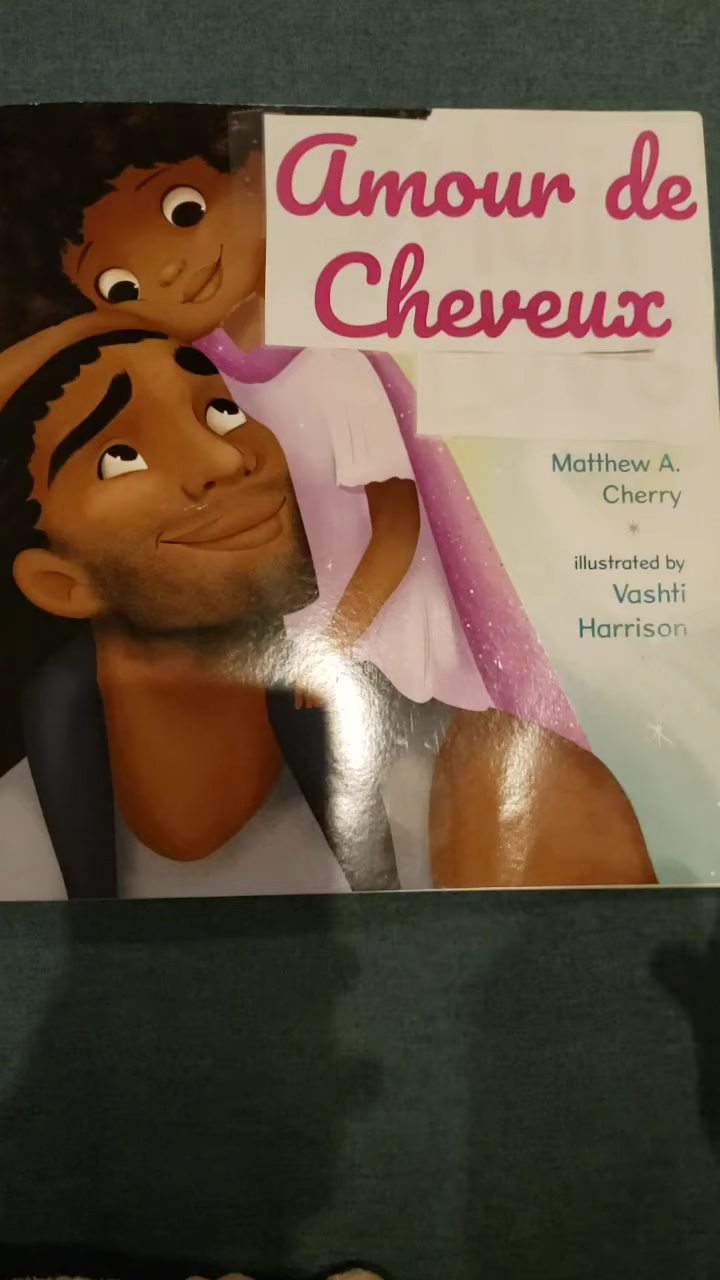 Amour de
Cheveux
Matthew A.
Cherry
illustrated by
Vashti
Harrison